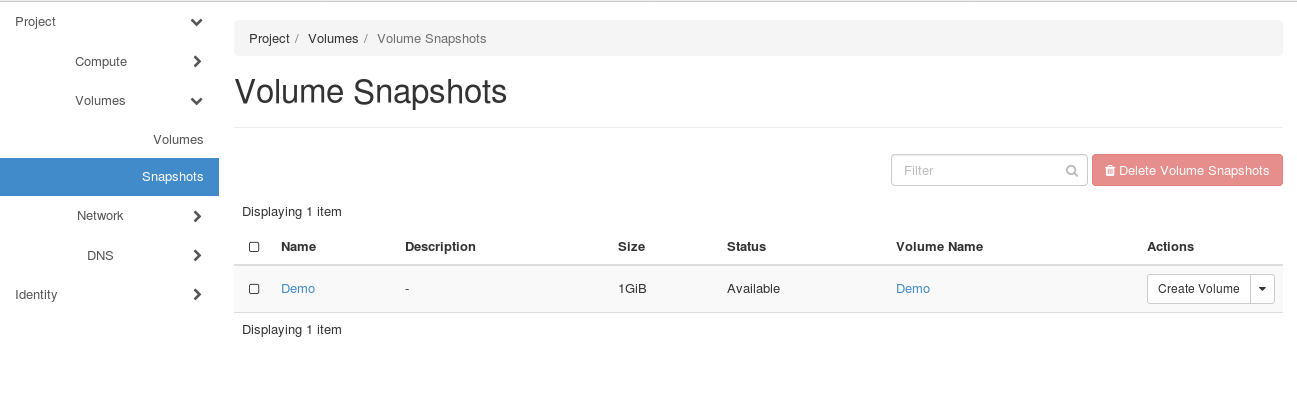 Project
Compute
Volumes
Volumes
Snapshots
Network
DNS
Identity
Project / Volumes / Volume Snapshots
Volume Snapshots
Filter Delete Volume Snapshots
Displaying 1 item
Name Description Size Status Volume Name Actions
Demo - 1GiB Available Demo Create Volume
Displaying 1 item